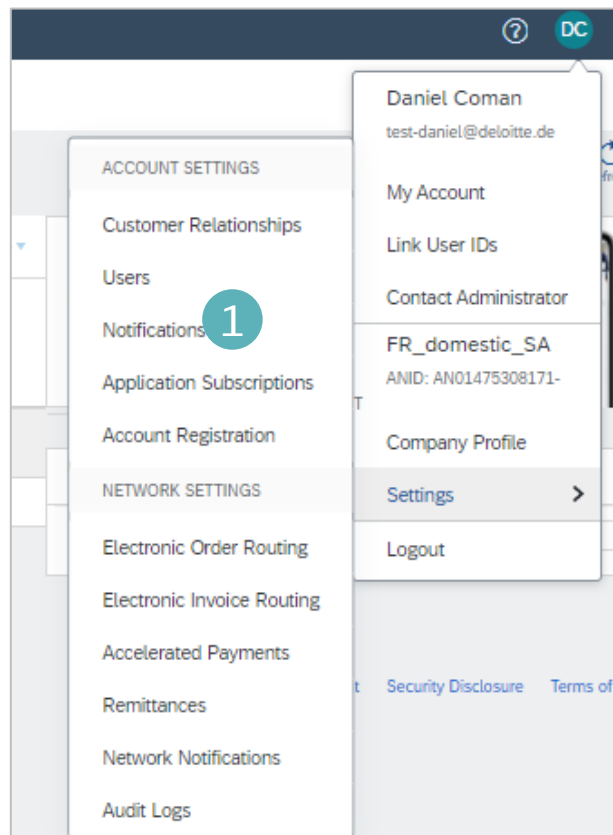 DC
Daniel Coman
test-daniel@deloitte.de
My Account
Link User IDs
Contact Administrator
FR_domestic_SA
ANID: AN01475308171-
T
Company Profile
Settings
Logout
ACCOUNT SETTINGS
Customer Relationships
Users
Notifications 1
Application Subscriptions
Account Registration
NETWORK SETTINGS
Electronic Order Routing
Electronic Invoice Routing
Accelerated Payments
Remittances
Network Notifications
Audit Logs
t Security Disclosure Terms of